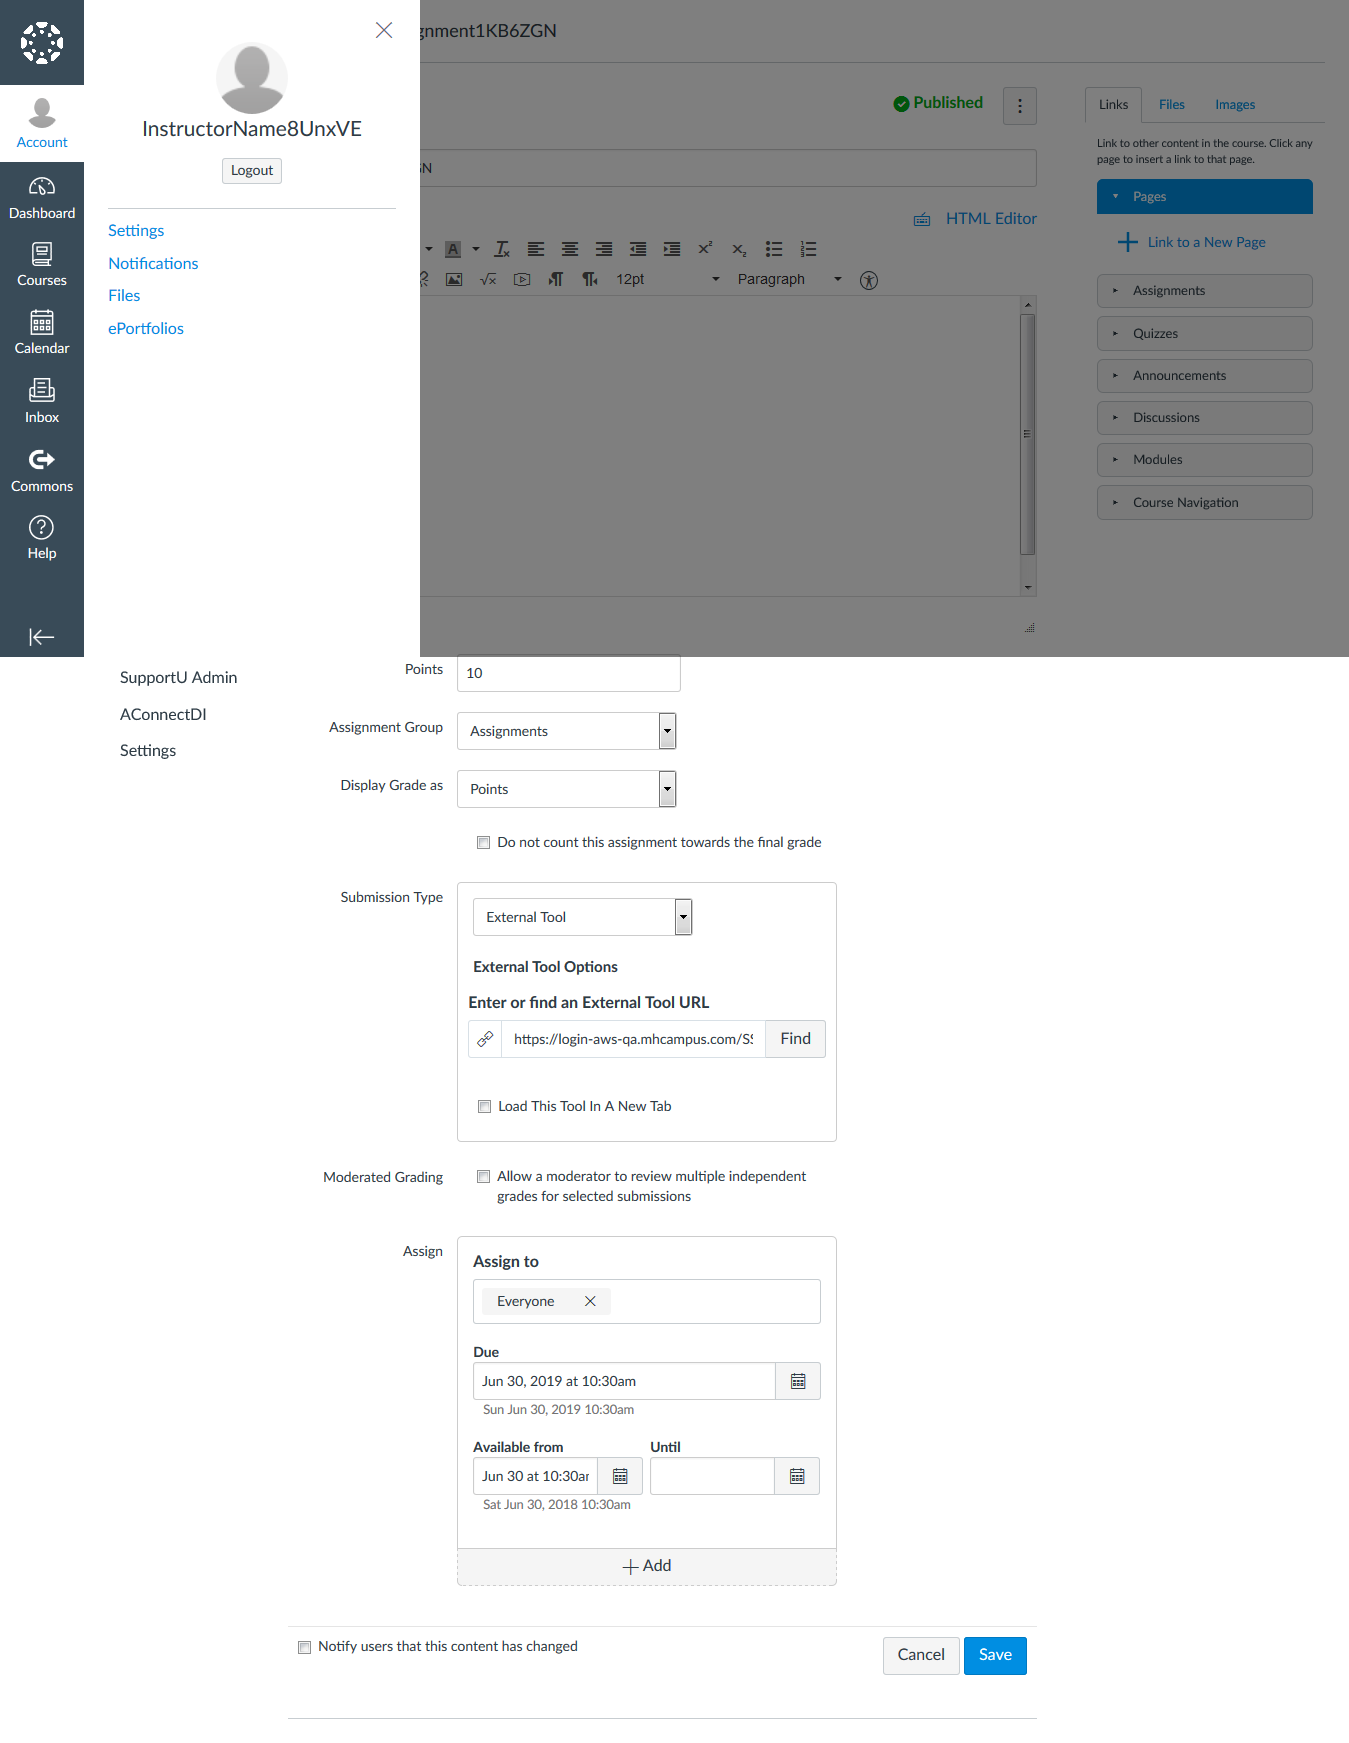 Account
Dashboard
Courses
Calendar
Inbox
Commons
Help
InstructorName8UnxVE
Logout
Settings
Notifications
Files
ePortfolios
SupportU Admin
AConnectDI
Settings
gnment1KB6ZGN
Published
GN
HTML Editor
12pt
Paragraph
Links Files Images
Link to other content in the course. Click any
page to insert a link to that page.
Pages
Link to a New Page
Assignments
Quizzes
Announcements
Discussions
Modules
Course Navigation
Points 10
Assignment Group Assignments
Display Grade as Points
Do not count this assignment towards the final grade
Submission Type External Tool
External Tool Options
Enter or find an External Tool URL
https://login-aws-qa.mhcampus.com/SS Find
Load This Tool In A New Tab
Moderated Grading Allow a moderator to review multiple independent
grades for selected submissions
Assign
Assign to
Everyone
Due
Jun 30, 2019 at 10:30am
Sun Jun 30, 2019 10:30am
Available from Until
Jun 30 at 10:30am
Sat Jun 30, 2018 10:30am
Add
Notify users that this content has changed
Cancel Save